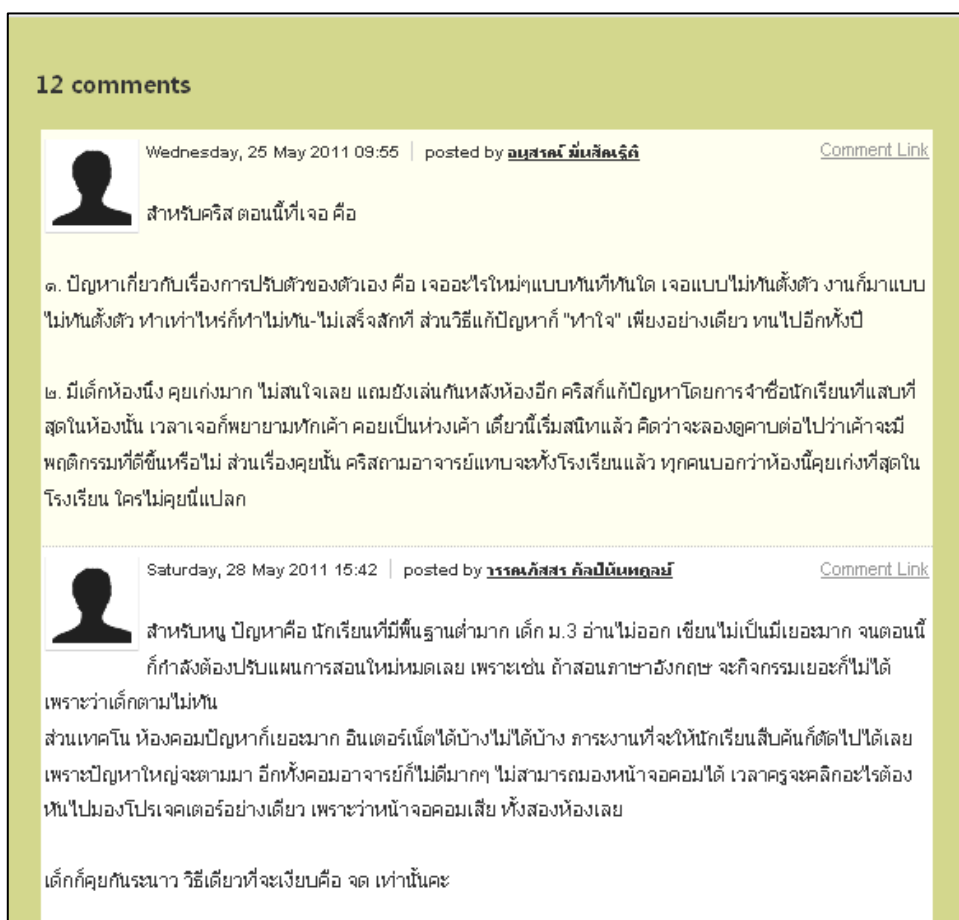 12 comments
Wednesday, 25 May 2011 09:55 | posted by อนุสรณ์ มั่นสัณฐิติ Comment Link
สำหรับคริส ตอนนี้ที่เจอ คือ
๑. ปัญหาเกี่ยวกับเรื่องการปรับตัวของตัวเอง คือ เจออะไรใหม่ๆแบบทันทีทันใด เจอแบบไม่ทันตั้งตัว งานก็มาแบบ
ไม่ทันตั้งตัว ทำเท่าไหร่ก็ทำไม่ทัน-ไม่เสร็จสักที ส่วนวิธีแก้ปัญหาก็ "ทำใจ" เพียงอย่างเดียว ทนไปอีกทั้งปี
๒. มีเด็กห้องนึง คุยเก่งมาก ไม่สนใจเลย แถมยังเล่นกันหลังห้องอีก คริสก็แก้ปัญหาโดยการจำชื่อนักเรียนที่แสบที่
สุดในห้องนั้น เวลาเจอก็พยายามทักเค้า คอยเป็นห่วงเค้า เดี๋ยวนี้เริ่มสนิทแล้ว คิดว่าจะลองดูคาบต่อไปว่าเค้าจะมี
พฤติกรรมที่ดีขึ้นหรือไม่ ส่วนเรื่องคุยนั้น คริสถามอาจารย์แทบจะทั้งโรงเรียนแล้ว ทุกคนบอกว่าห้องนี้คุยเก่งที่สุดใน
โรงเรียน ใครไม่คุยนี่แปลก
Saturday, 28 May 2011 15:42 | posted by วรรณภัสสร Comment Link
สำหรับหนู ปัญหาคือ นักเรียนที่มีพื้นฐานต่ำมาก เด็ก ม.3 อ่านไม่ออก เขียนไม่เป็นมีเยอะมาก จนตอนนี้
ก็กำลังต้องปรับแผนการสอนใหม่หมดเลย เพราะเช่น ถ้าสอนภาษาอังกฤษ จะกิจกรรมเยอะก็ไม่ได้
เพราะว่าเด็กตามไม่ทัน
ส่วนเทคโน ห้องคอมปัญหาก็เยอะมาก อินเตอร์เน็ตได้บ้างไม่ได้บ้าง ภาระงานที่จะให้นักเรียนสืบค้นก็ตัดไปได้เลย
เพราะปัญหาใหญ่จะตามมา อีกทั้งคอมอาจารย์ก็ไม่ดีมากๆ ไม่สามารถมองหน้าจอคอมได้ เวลาครูจะคลิกอะไรต้อง
หันไปมองโปรเจคเตอร์อย่างเดียว เพราะว่าหน้าจอคอมเสีย ทั้งสองห้องเลย
เด็กก็คุยกันระนาว วิธีเดียวที่จะเงียบคือ จด เท่านั้นคะ